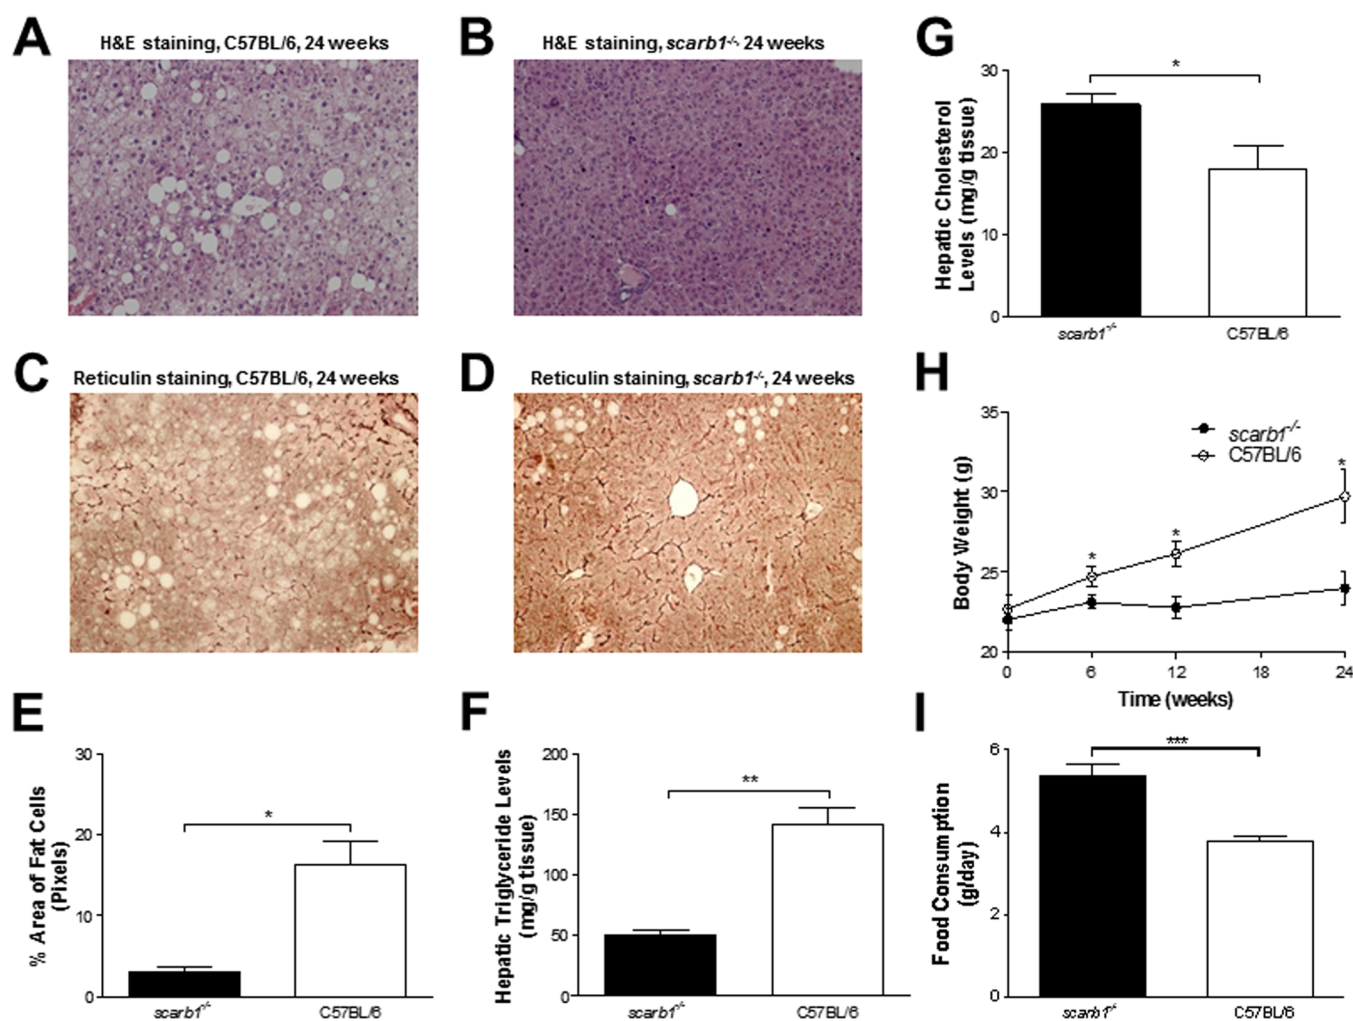 A
H&E staining, C57BL/6, 24 weeks
B
H&E staining, scarb1-/- 24 weeks
C
Reticulin staining, C57BL/6, 24 weeks
D
Reticulin staining, scarb1-/-, 24 weeks
E
% Area of Fat Cells
(Pixels)
30
20
10
0
*
scarb1-/-
C57BL/6
F
Hepatic Triglyceride Levels
(mg/g tissue)
200
150
100
50
0
**
scarb1-/-
C57BL/6
G
Hepatic Cholesterol
Levels (mg/g tissue)
30
20
10
0
*
scarb1-/-
C57BL/6
H
Body Weight (g)
35
30
25
20
scarb1-/-
C57BL/6
*
*
*
0 6 12 18 24
Time (weeks)
I
Food Consumption
(g/day)
6
4
2
0
***
scarb1-/-
C57BL/6